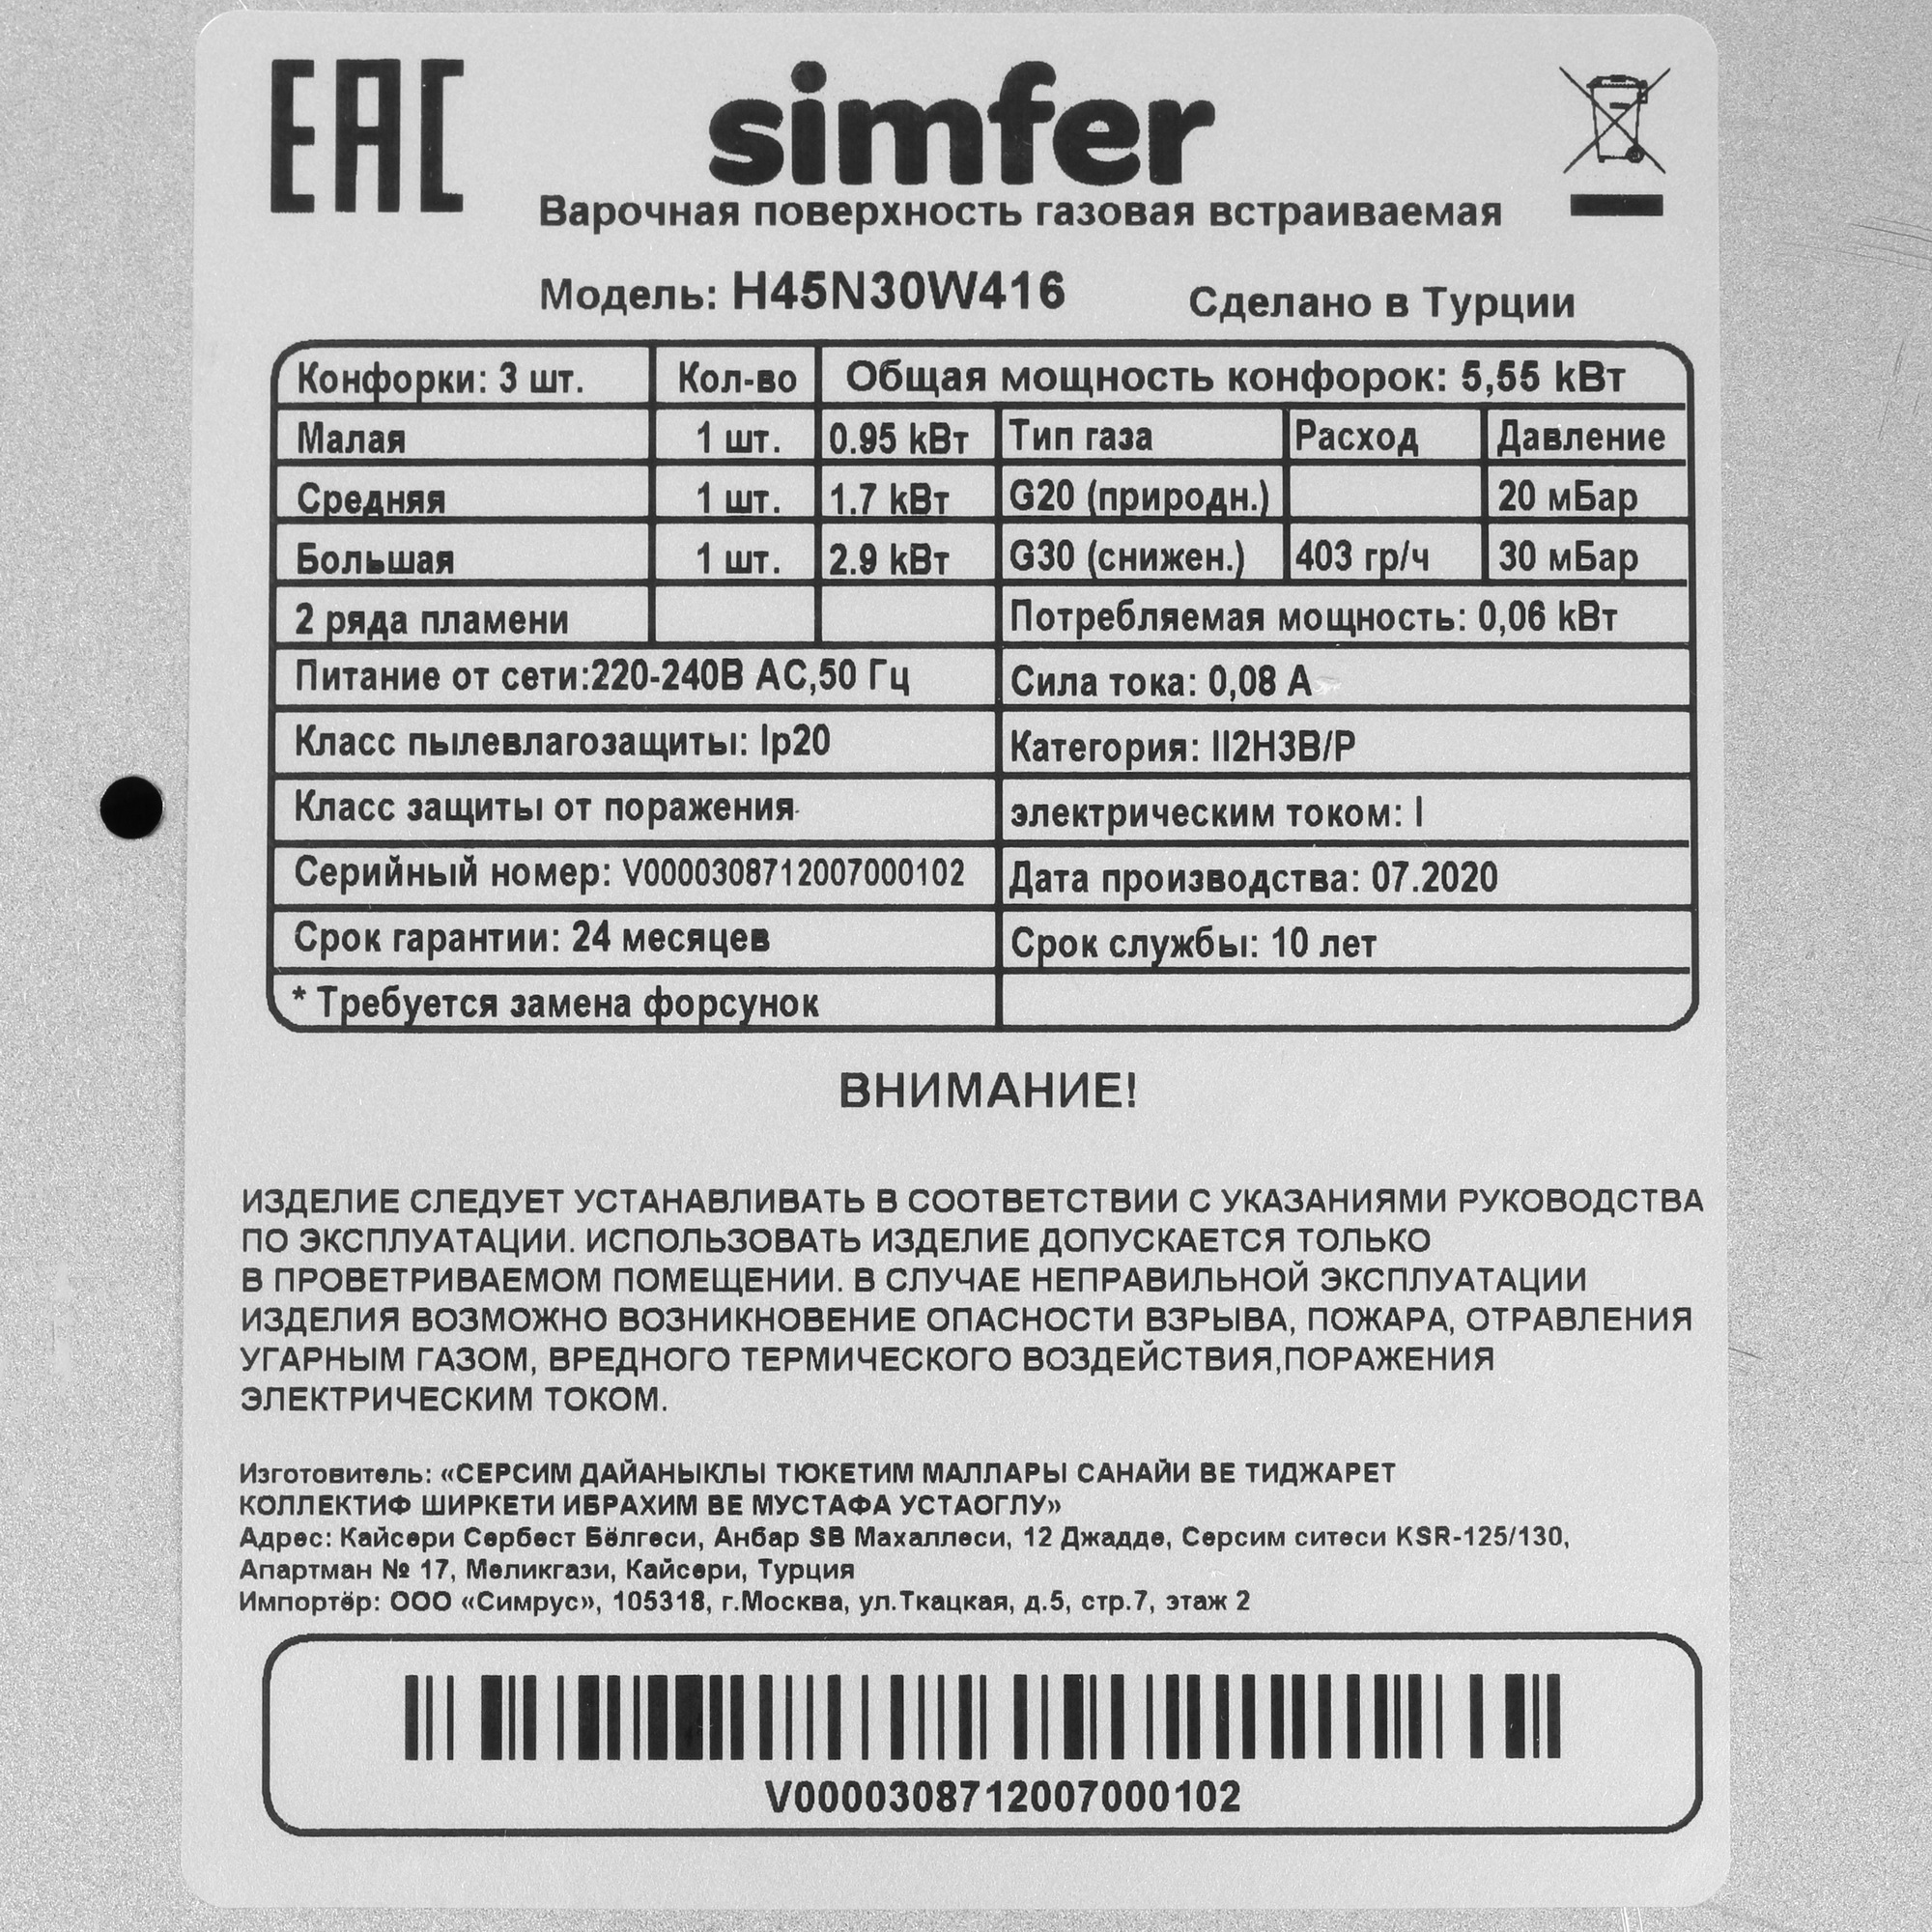 EAC
simfer
Варочная поверхность газовая встраиваемая
Модель: H45N30W416 Сделано в Турции
Конфорки: 3 шт. Кол-во Общая мощность конфорок: 5,55 kВт
Малая 1 шт. 0.95 kВт Тип газа Расход Давление
Средняя 1 шт. 1.7 kВт G20 (природн.) 20 мБар
Большая 1 шт. 2.9 kВт G30 (снижен.) 403 гр/ч 30 мБар
2 ряда пламени Потребляемая мощность: 0,06 kВт
Питание от сети:220-240В АС,50 Гц Сила тока: 0,08 А
Класс пылевлагозащиты: Ip20 Категория: II2H3B/P
Класс защиты от поражения электрическим током: I
Серийный номер: V0000308712007000102 Дата производства: 07.2020
Срок гарантии: 24 месяцев Срок службы: 10 лет
* Требуется замена форсунок
ВНИМАНИЕ!
ИЗДЕЛИЕ СЛЕДУЕТ УСТАНАВЛИВАТЬ В СООТВЕТСТВИИ С УКАЗАНИЯМИ РУКОВОДСТВА
ПО ЭКСПЛУАТАЦИИ. ИСПОЛЬЗОВАТЬ ИЗДЕЛИЕ ДОПУСКАЕТСЯ ТОЛЬКО
В ПРОВЕТРИВАЕМОМ ПОМЕЩЕНИИ. В СЛУЧАЕ НЕПРАВИЛЬНОЙ ЭКСПЛУАТАЦИИ
ИЗДЕЛИЯ ВОЗМОЖНО ВОЗНИКНОВЕНИЕ ОПАСНОСТИ ВЗРЫВА, ПОЖАРА, ОТРАВЛЕНИЯ
УГАРНЫМ ГАЗОМ, ВРЕДНОГО ТЕРМИЧЕСКОГО ВОЗДЕЙСТВИЯ,ПОРАЖЕНИЯ
ЭЛЕКТРИЧЕСКИМ ТОКОМ.
Изготовитель: «СЕРСИМ ДАЙАНЫКЛЫ ТЮКЕТИМ МАЛЛАРЫ САНАЙИ ВЕ ТИДЖАРЕТ
КОЛЛЕКТИФ ШИРКЕТИ ИБРАХИМ ВЕ МУСТАФА УСТАОГЛУ»
Адрес: Кайсери Сербест Бёлгеси, Анбар SB Махаллеси, 12 Джадде, Серсим ситеси KSR-125/130,
Апартман № 17, Меликгази, Кайсери, Турция
Импортёр: ООО «Симрус», 105318, г.Москва, ул.Ткацкая, д.5, стр.7, этаж 2
V0000308712007000102